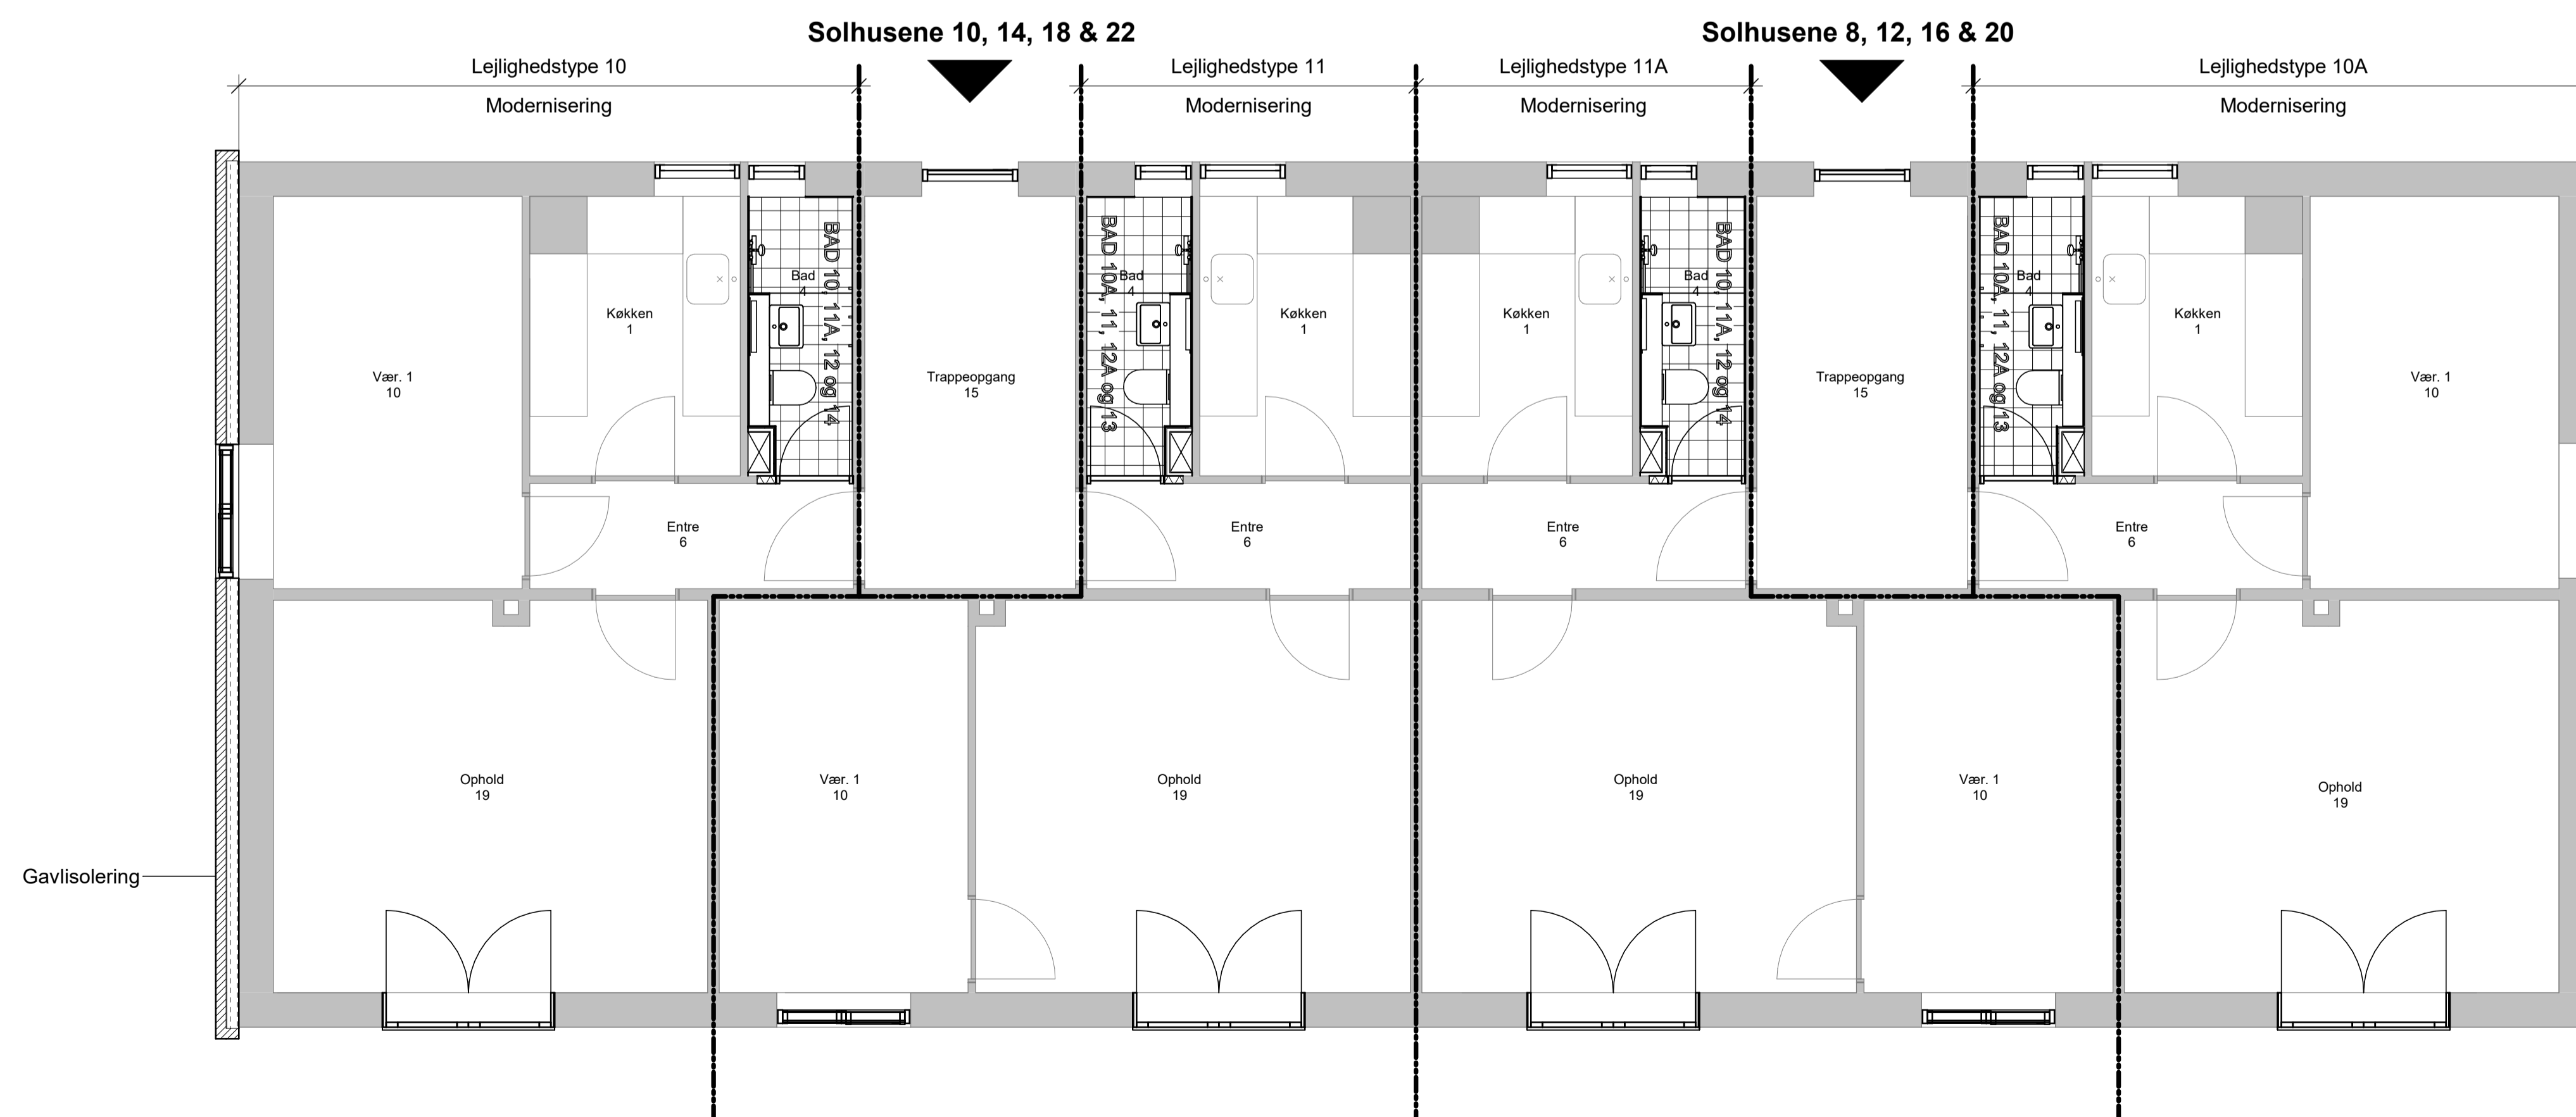 Solhusene 10, 14, 18 & 22
Solhusene 8, 12, 16 & 20
Lejlighedstype 10
Lejlighedstype 11
Lejlighedstype 11A
Lejlighedstype 10A
Modernisering
Modernisering
Modernisering
Modernisering
BAD 10, 11A, 12 og 14
BAD 10A, 11, 12A og 13
BAD 10, 11A, 12 og 14
BAD 10A, 11, 12A og 13
Bad
4
Bad
4
Bad
4
Bad
4
Køkken
1
Køkken
1
Køkken
1
Køkken
1
Vær. 1
10
Trappeopgang
15
Trappeopgang
15
Vær. 1
10
Entre
6
Entre
6
Entre
6
Entre
6
Ophold
19
Vær. 1
10
Ophold
19
Ophold
19
Vær. 1
10
Ophold
19
Gavlisolering